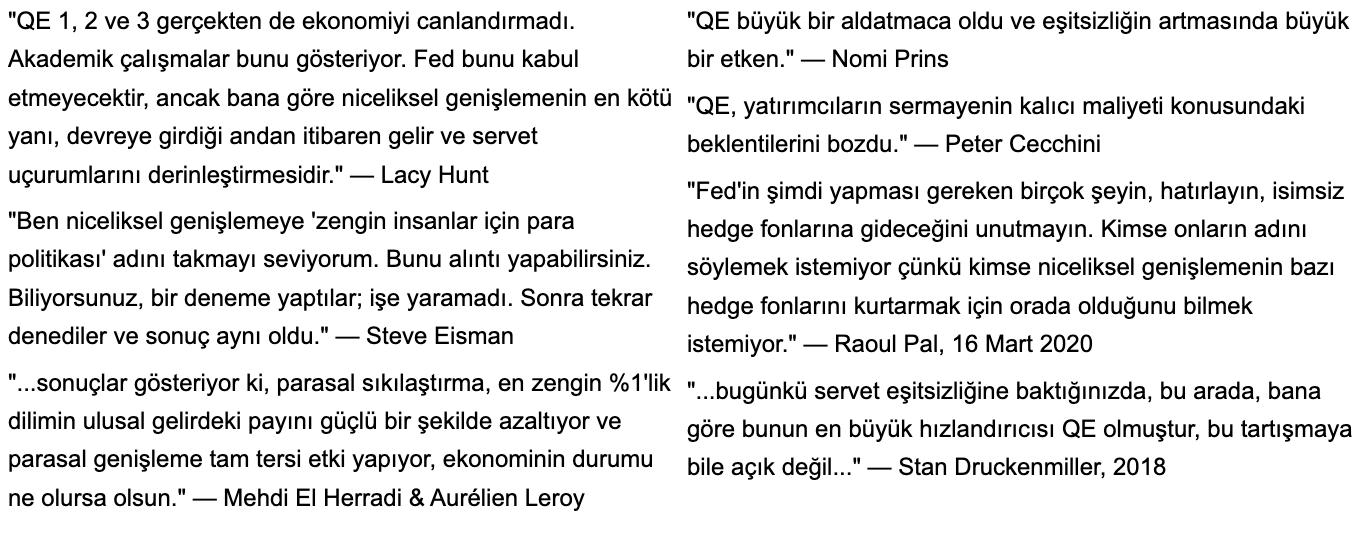 "QE 1, 2 ve 3 gerçekten de ekonomiyi canlandırmadı.
Akademik çalışmalar bunu gösteriyor. Fed bunu kabul
etmeyecektir, ancak bana göre niceliksel genişlemenin en kötü
yanı, devreye girdiği andan itibaren gelir ve servet
uçurumlarını derinleştirmesidir." — Lacy Hunt
"Ben niceliksel genişlemeye 'zengin insanlar için para
politikası' adını takmayı seviyorum. Bunu alıntı yapabilirsiniz.
Biliyorsunuz, bir deneme yaptılar; işe yaramadı. Sonra tekrar
denediler ve sonuç aynı oldu." — Steve Eisman
"...sonuçlar gösteriyor ki, parasal sıkılaştırma, en zengin %1'lik
dilimin ulusal gelirdeki payını güçlü bir şekilde azaltıyor ve
parasal genişleme tam tersi etki yapıyor, ekonominin durumu
ne olursa olsun." — Mehdi El Herradi & Aurélien Leroy
"QE büyük bir aldatmaca oldu ve eşitsizliğin artmasında büyük
bir etken." — Nomi Prins
"QE, yatırımcıların sermayenin kalıcı maliyeti konusundaki
beklentilerini bozdu." — Peter Cecchini
"Fed'in şimdi yapması gereken birçok şeyin, hatırlayın, isimsiz
hedge fonlarına gideceğini unutmayın. Kimse onların adını
söylemek istemiyor çünkü kimse niceliksel genişlemenin bazı
hedge fonlarını kurtarmak için orada olduğunu bilmek
istemiyor." — Raoul Pal, 16 Mart 2020
"...bugünkü servet eşitsizliğine baktığınızda, bu arada, bana
göre bunun en büyük hızlandırıcısı QE olmuştur, bu tartışmaya
bile açık değil..." — Stan Druckenmiller, 2018